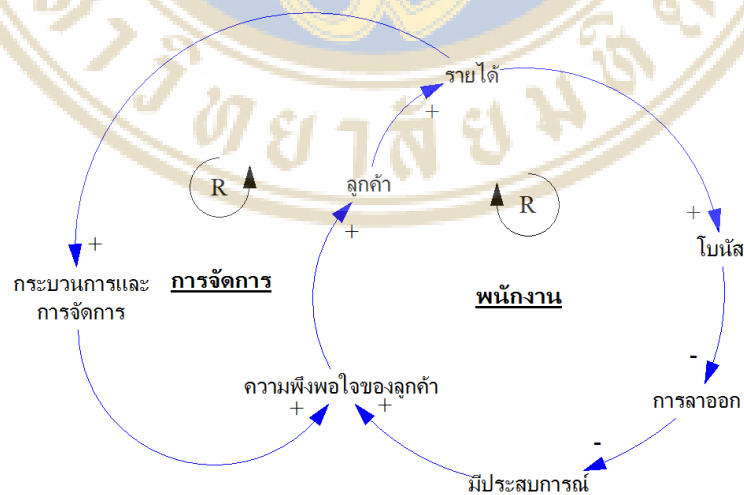 รายได้
+
ลูกค้า
R
R
+
+
+
โบนัส
กระบวนการและ
การจัดการ
การจัดการ
พนักงาน
-
ความพึงพอใจของลูกค้า
+
+
การลาออก
-
มีประสบการณ์